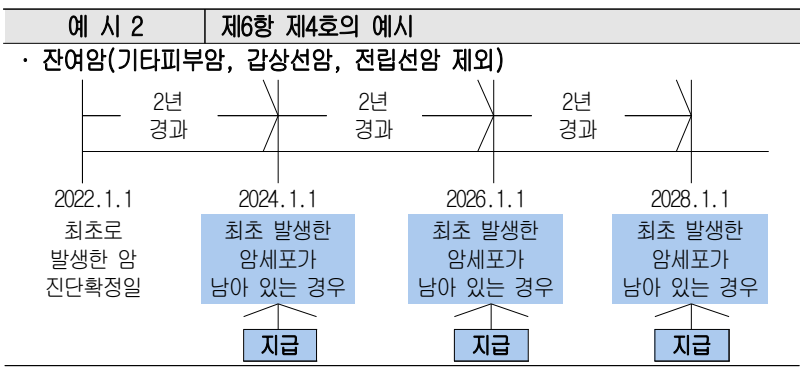 예 시 2 제6항 제4호의 예시
· 잔여암(기타피부암, 갑상선암, 전립선암 제외)
2년 2년 2년
경과 경과 경과
2022.1.1 2024.1.1 2026.1.1 2028.1.1
최초로 최초 발생한 최초 발생한 최초 발생한
발생한 암 암세포가 암세포가 암세포가
진단확정일 남아 있는 경우 남아 있는 경우 남아 있는 경우
지급 지급 지급